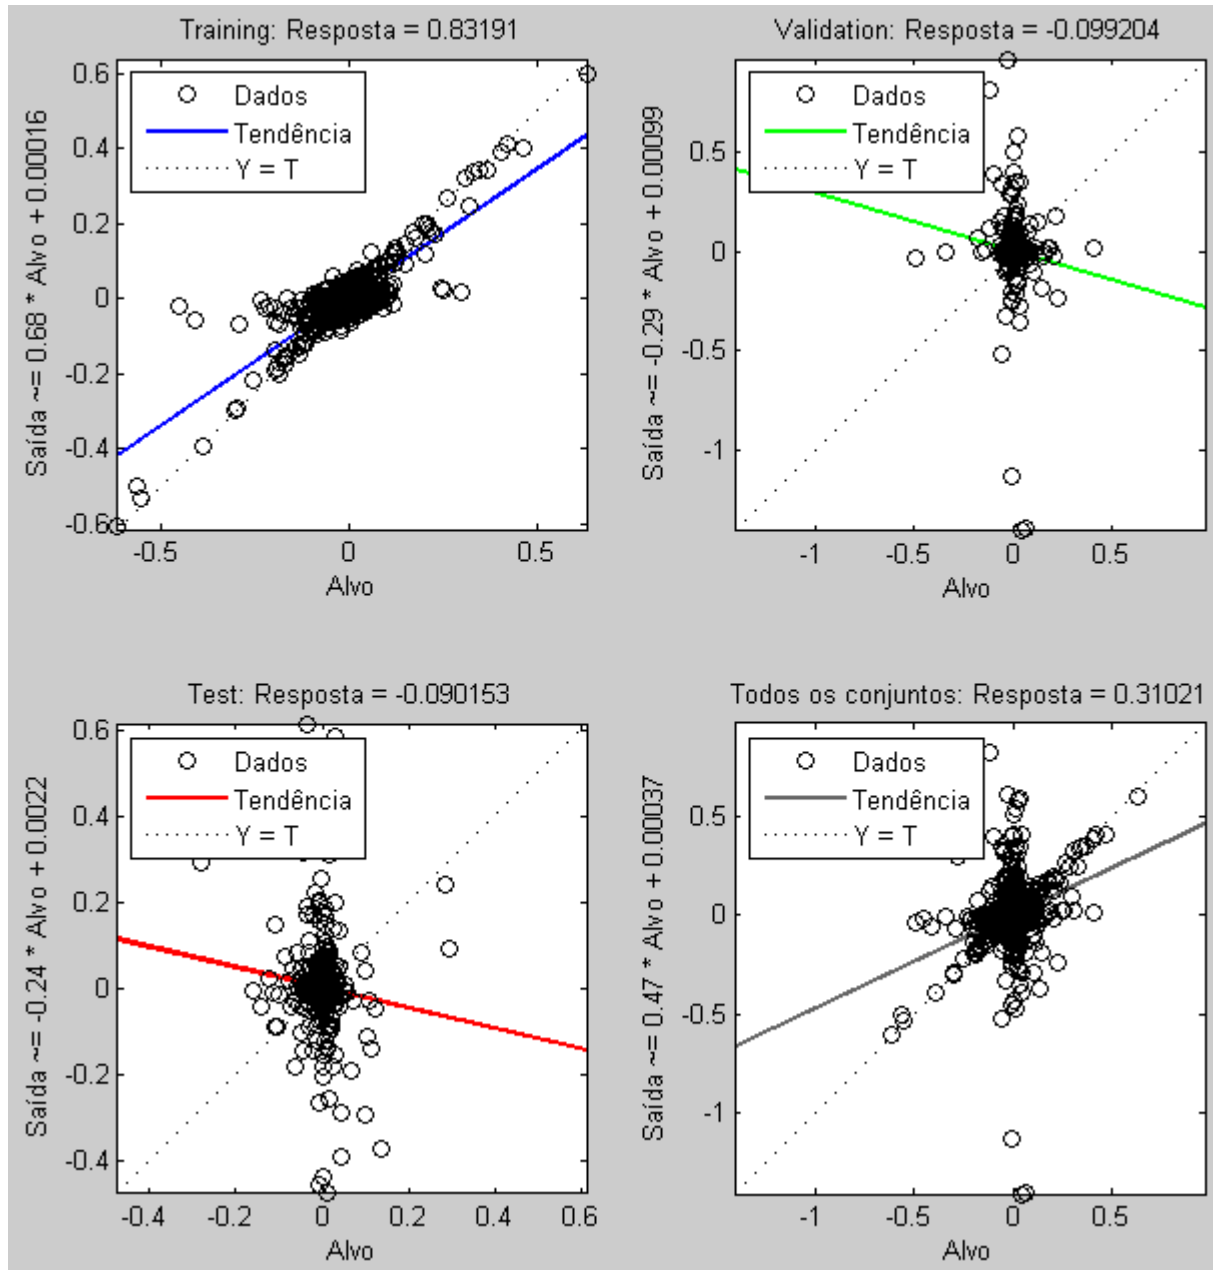 Training: Resposta = 0.83191
Saída ~= 0.68 * Alvo + 0.00016
0.6
0.4
0.2
0
-0.2
-0.4
-0.6
Dados
Tendência
Y = T
-0.5
0
0.5
Alvo
Validation: Resposta = -0.099204
Saída ~= -0.29 * Alvo + 0.00099
0.5
0
-0.5
-1
Dados
Tendência
Y = T
-1
-0.5
0
0.5
Alvo
Test: Resposta = -0.090153
Saída ~= -0.24 * Alvo + 0.0022
0.6
0.4
0.2
0
-0.2
-0.4
Dados
Tendência
Y = T
-0.4
-0.2
0
0.2
0.4
0.6
Alvo
Todos os conjuntos: Resposta = 0.31021
Saída ~= 0.47 * Alvo + 0.00037
0.5
0
-0.5
-1
Dados
Tendência
Y = T
-1
-0.5
0
0.5
Alvo